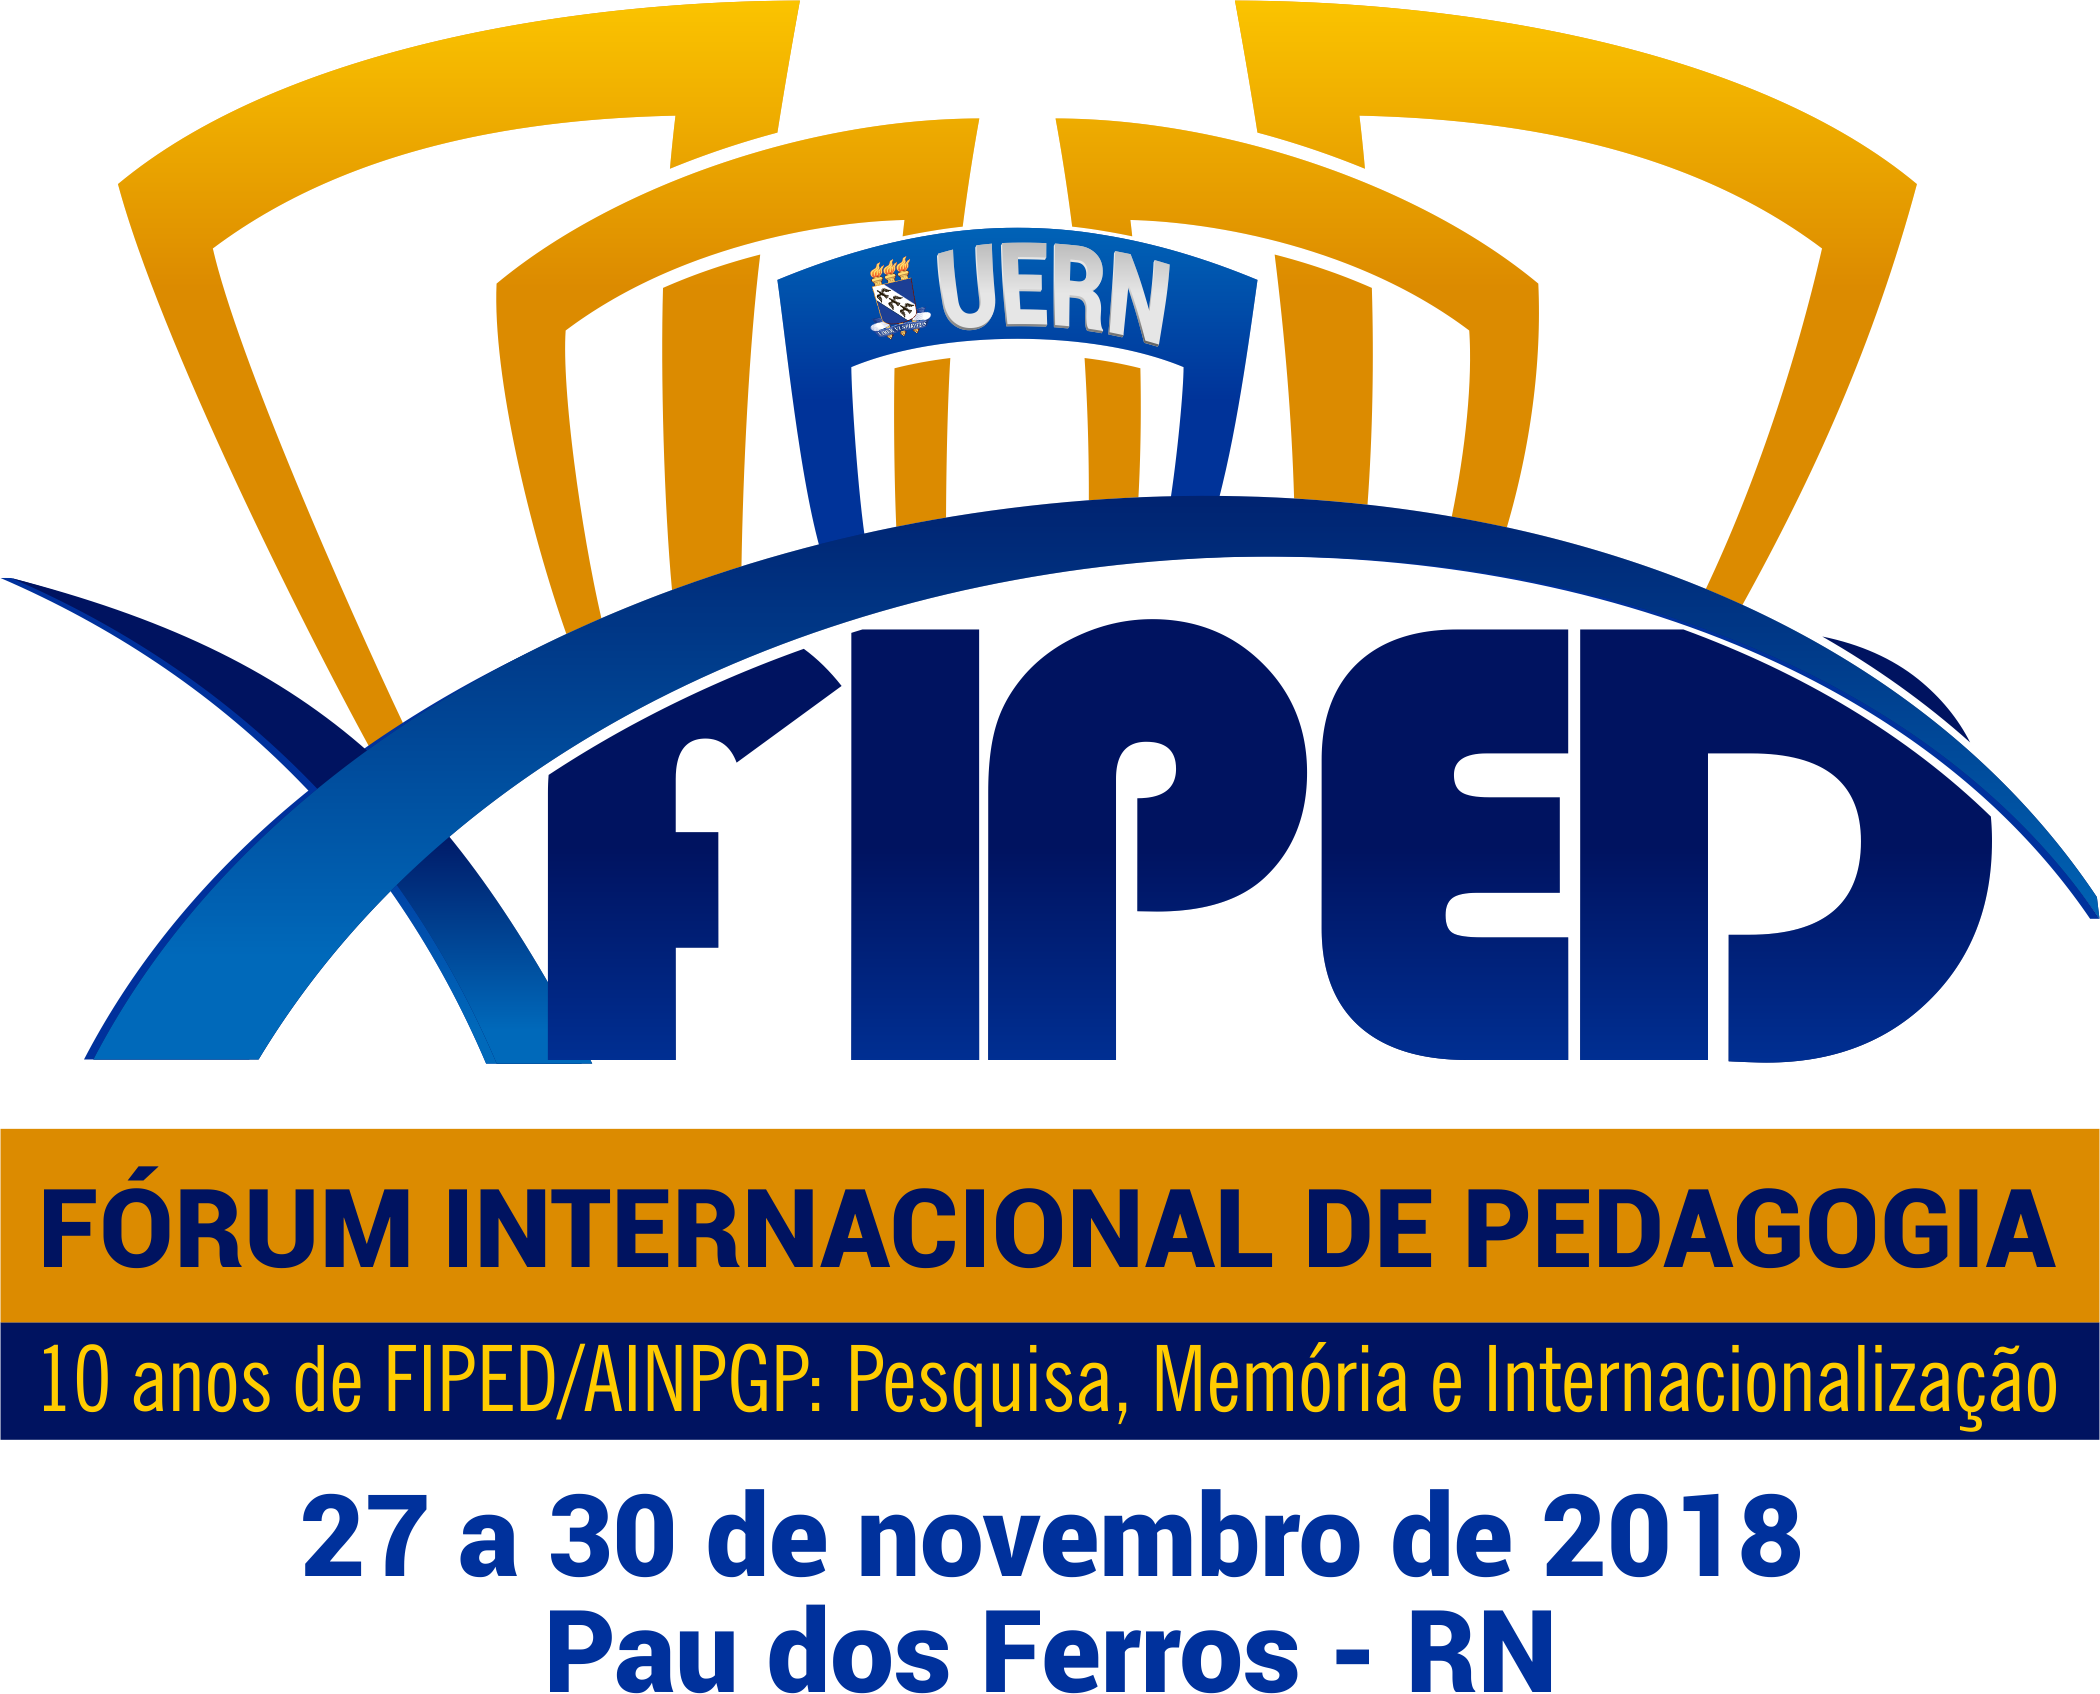 UERN
X FIPED
FÓRUM INTERNACIONAL DE PEDAGOGIA
10 anos de FIPED/AINPGP: Pesquisa, Memória e Internacionalização
27 a 30 de novembro de 2018
Pau dos Ferros - RN